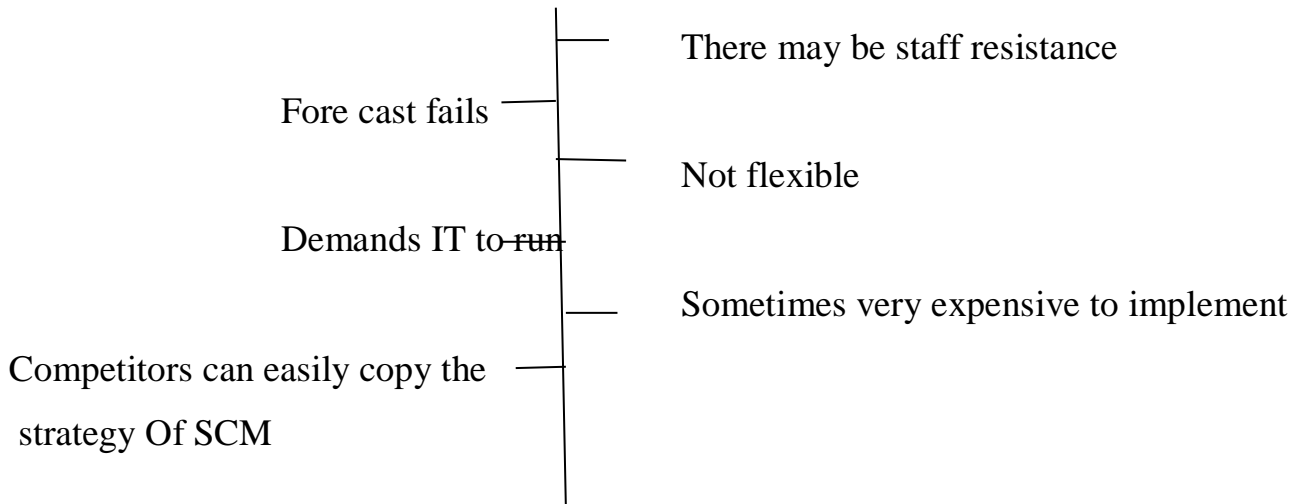 There may be staff resistance
Fore cast fails
Not flexible
Demands IT to run
Sometimes very expensive to implement
Competitors can easily copy the
strategy Of SCM